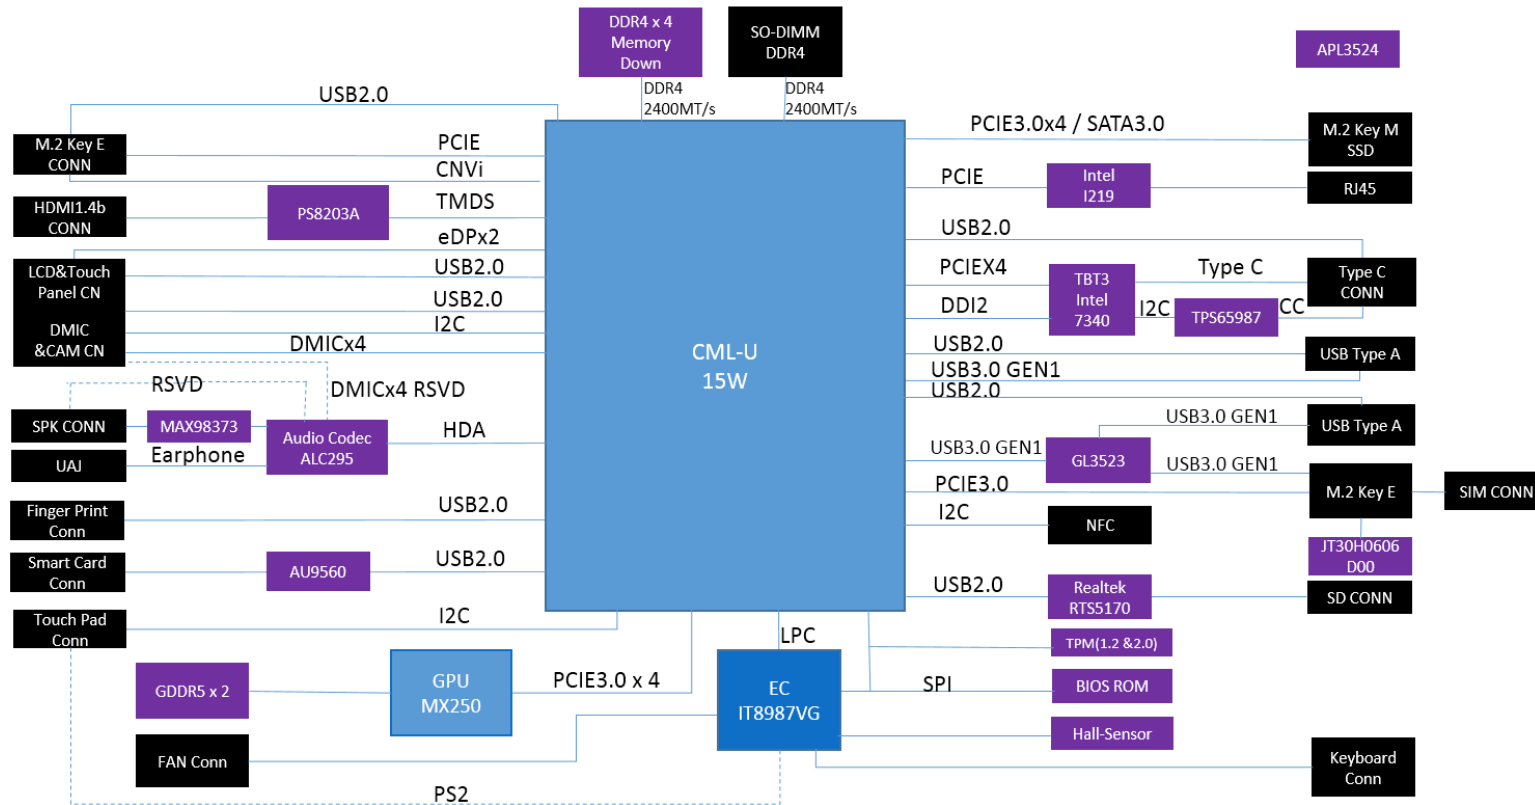 DDR4 x 4
Memory
Down
SO-DIMM
DDR4
APL3524
DDR4
2400MT/s
DDR4
2400MT/s
USB2.0
M.2 Key E
CONN
PCIE
CNVi
HDMI1.4b
CONN
PS8203A
TMDS
eDPx2
LCD&Touch
Panel CN
USB2.0
USB2.0
DMIC
&CAM CN
I2C
DMICx4
RSVD
DMICx4 RSVD
SPK CONN
MAX98373
Audio Codec
ALC295
HDA
UAJ
Earphone
Finger Print
Conn
USB2.0
Smart Card
Conn
AU9560
USB2.0
Touch Pad
Conn
I2C
CML-U
15W
PCIE3.0x4 / SATA3.0
M.2 Key M
SSD
PCIE
Intel
I219
RJ45
USB2.0
PCIEX4
TBT3
Intel
7340
Type C
Type C
CONN
DDI2
I2C
TPS65987
CC
USB2.0
USB Type A
USB3.0 GEN1
USB2.0
USB3.0 GEN1
USB Type A
USB3.0 GEN1
GL3523
USB3.0 GEN1
PCIE3.0
M.2 Key E
SIM CONN
I2C
NFC
JT30H0606
D00
USB2.0
Realtek
RTS5170
SD CONN
LPC
TPM(1.2 &2.0)
GDDR5 x 2
GPU
MX250
PCIE3.0 x 4
EC
IT8987VG
SPI
BIOS ROM
Hall-Sensor
FAN Conn
Keyboard
Conn
PS2